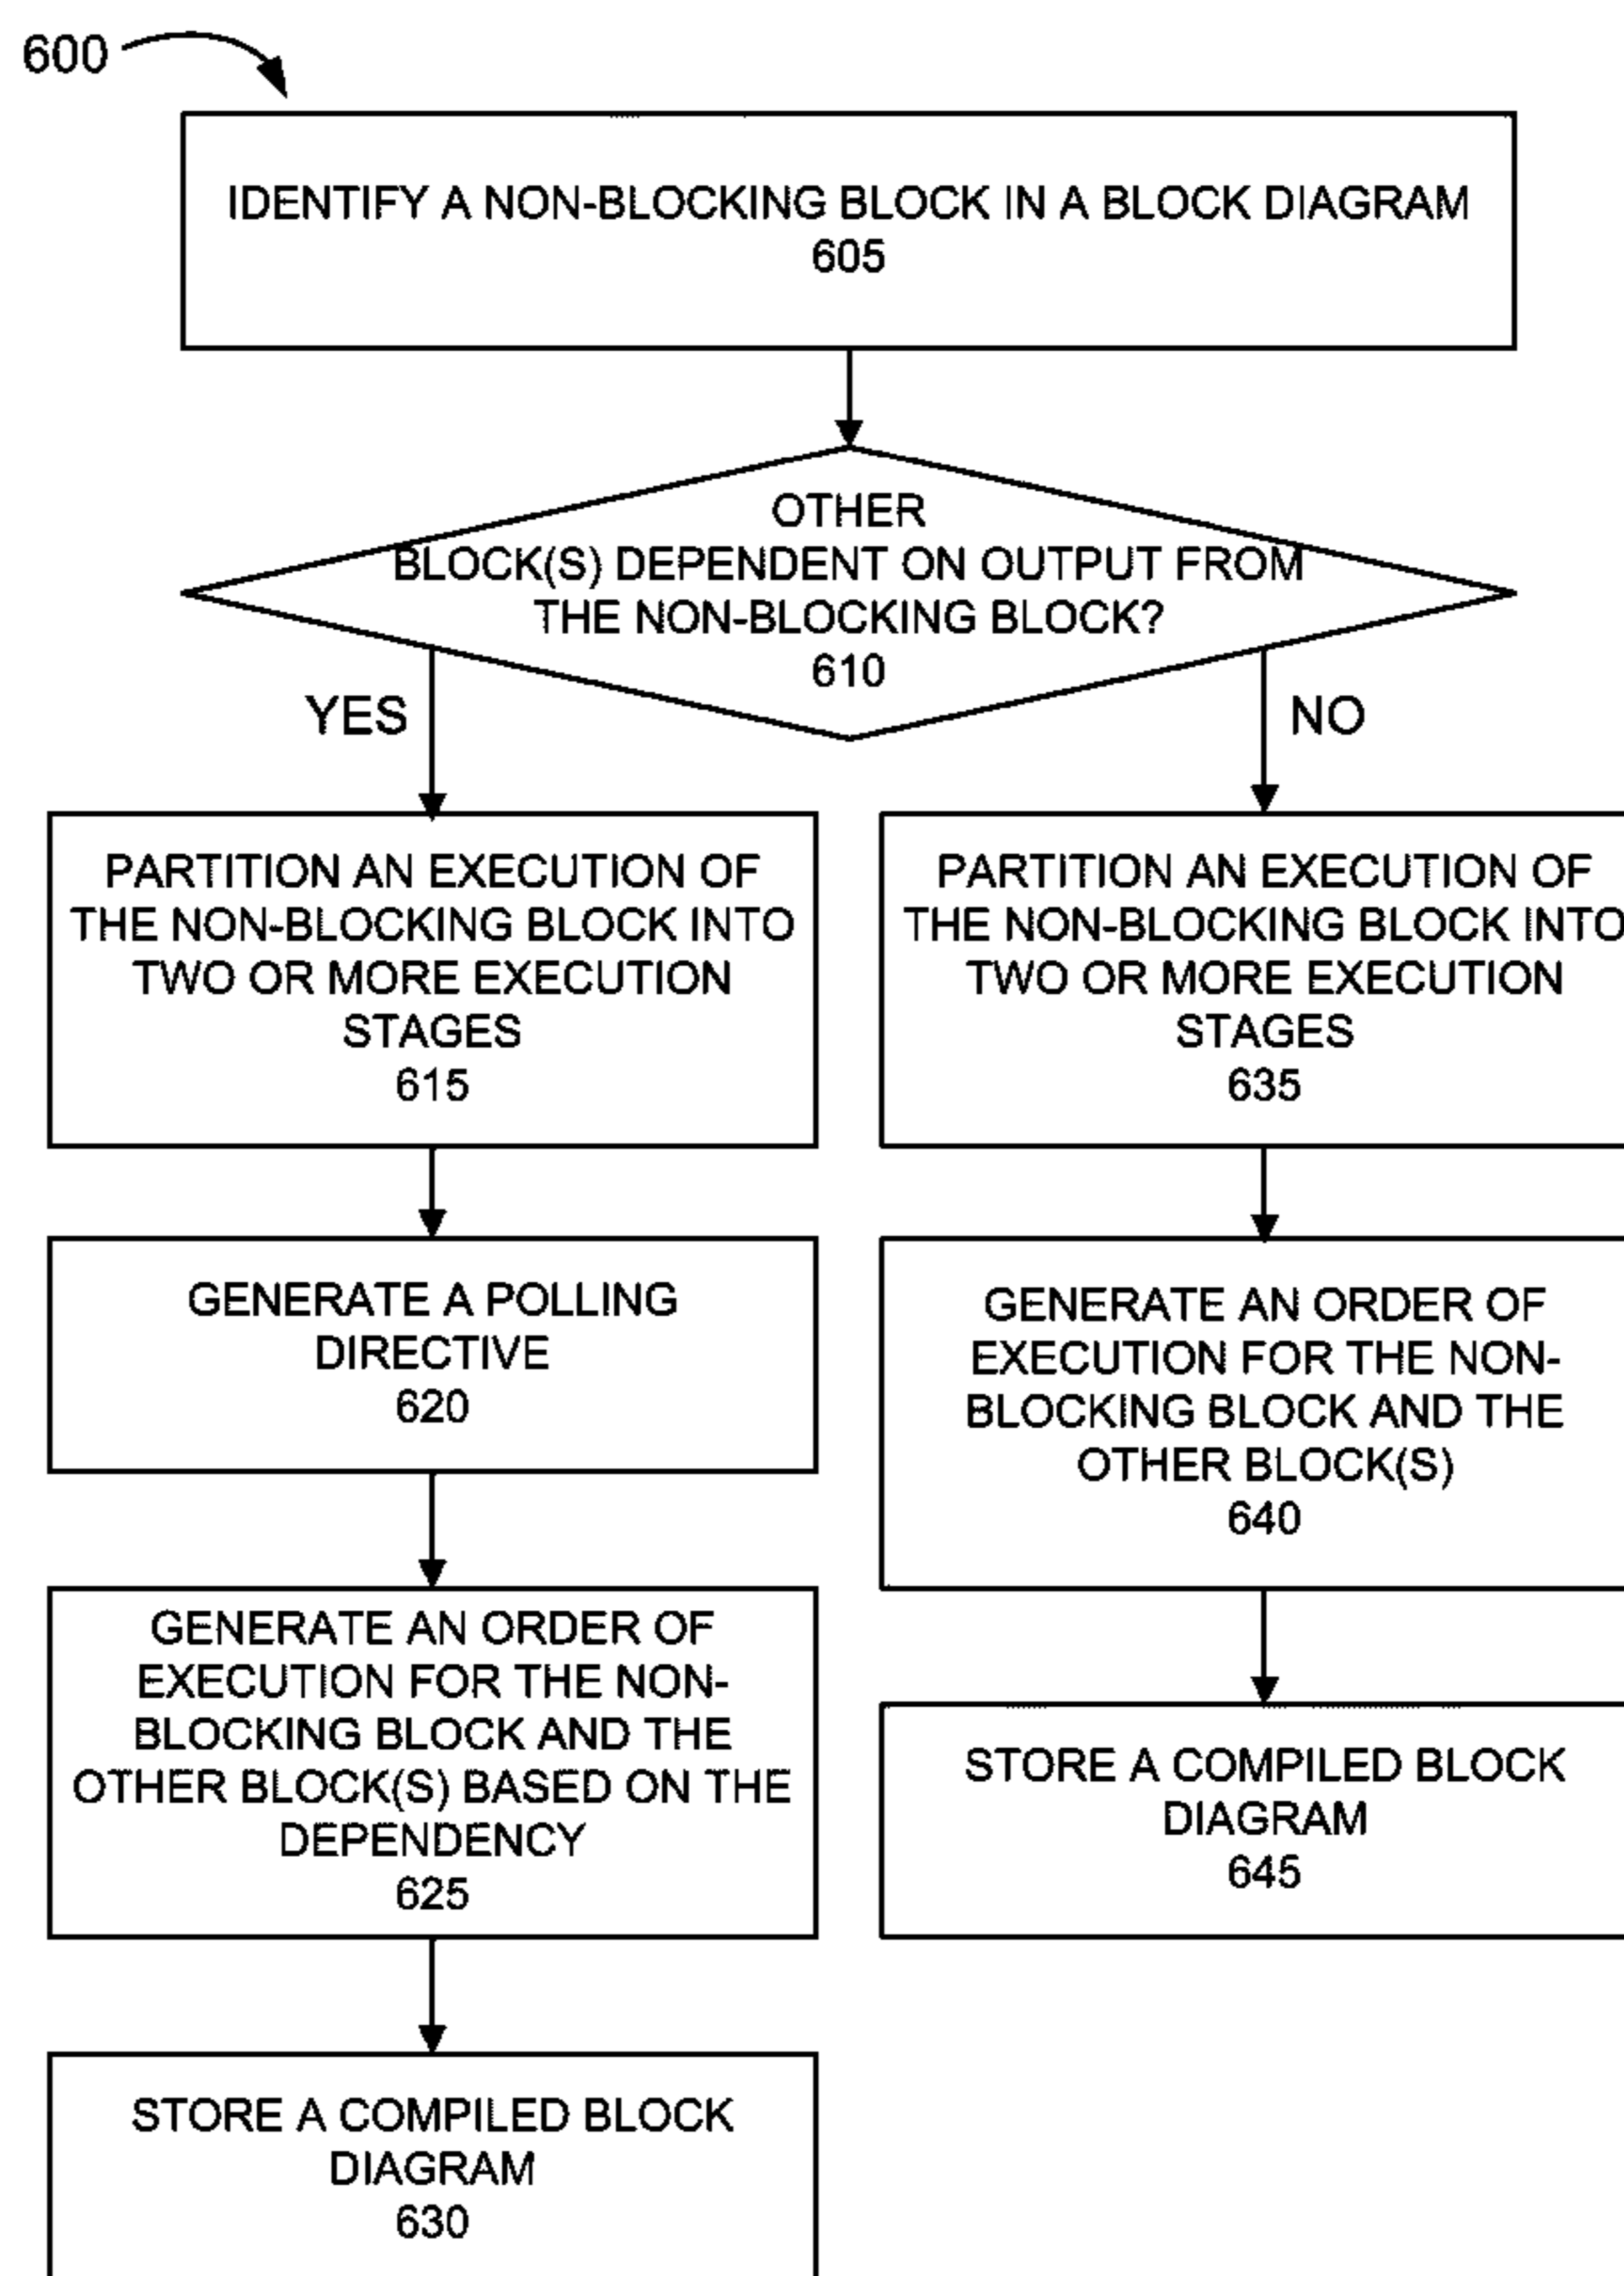 600
IDENTIFY A NON-BLOCKING BLOCK IN A BLOCK DIAGRAM
605
OTHER
BLOCK(S) DEPENDENT ON OUTPUT FROM
THE NON-BLOCKING BLOCK?
610
YES
NO
PARTITION AN EXECUTION OF
THE NON-BLOCKING BLOCK INTO
TWO OR MORE EXECUTION
STAGES
615
GENERATE A POLLING
DIRECTIVE
620
GENERATE AN ORDER OF
EXECUTION FOR THE NON-
BLOCKING BLOCK AND THE
OTHER BLOCK(S) BASED ON THE
DEPENDENCY
625
STORE A COMPILED BLOCK
DIAGRAM
630
PARTITION AN EXECUTION OF
THE NON-BLOCKING BLOCK INTO
TWO OR MORE EXECUTION
STAGES
635
GENERATE AN ORDER OF
EXECUTION FOR THE NON-
BLOCKING BLOCK AND THE
OTHER BLOCK(S)
640
STORE A COMPILED BLOCK
DIAGRAM
645